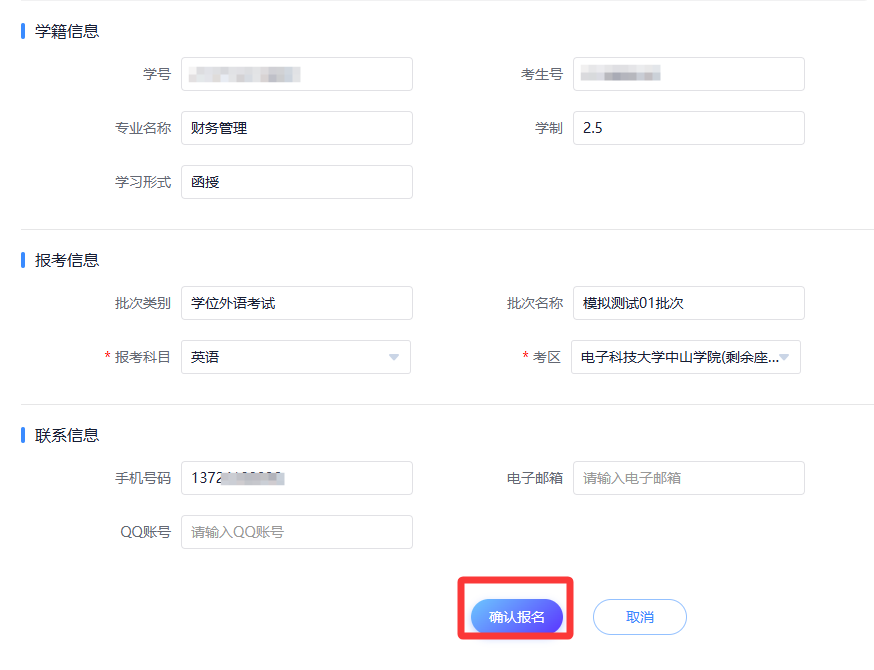 学籍信息
学号 考生号
专业名称 财务管理 学制 2.5
学习形式 函授
报考信息
批次类别 学位外语考试 批次名称 模拟测试01批次
* 报考科目 英语 * 考区 电子科技大学中山学院(剩余座...
联系信息
手机号码 1372 电子邮箱 请输入电子邮箱
QQ账号 请输入QQ账号
确认报名 取消